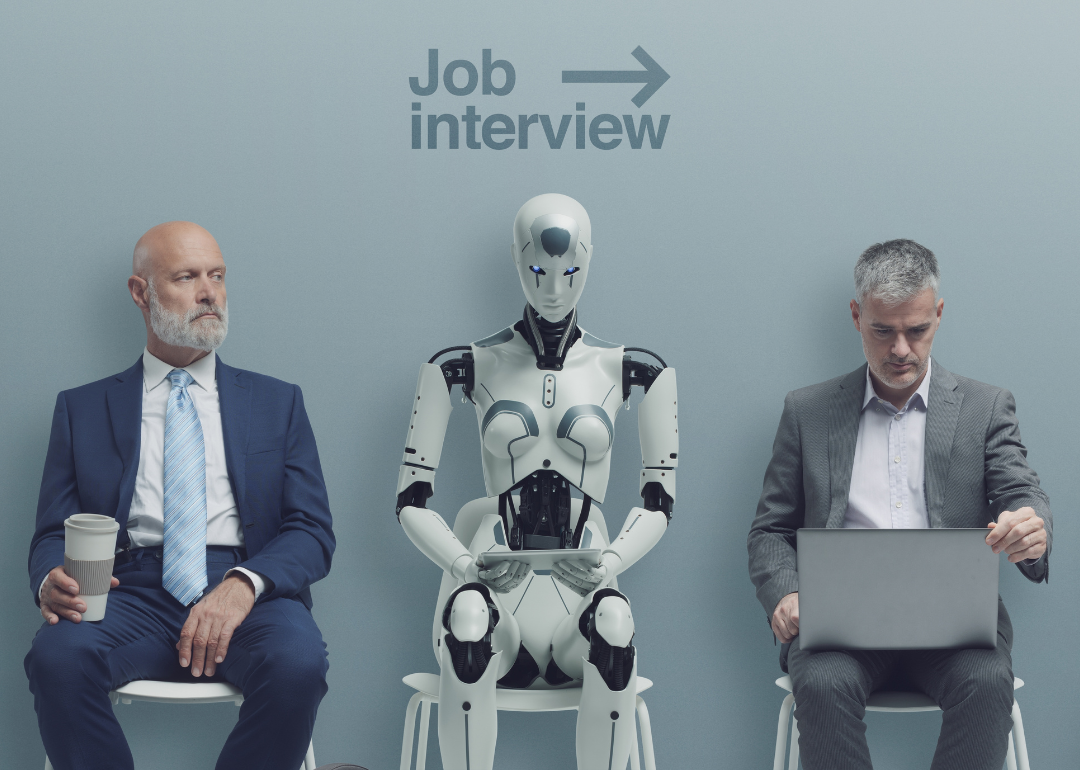 Job →
interview